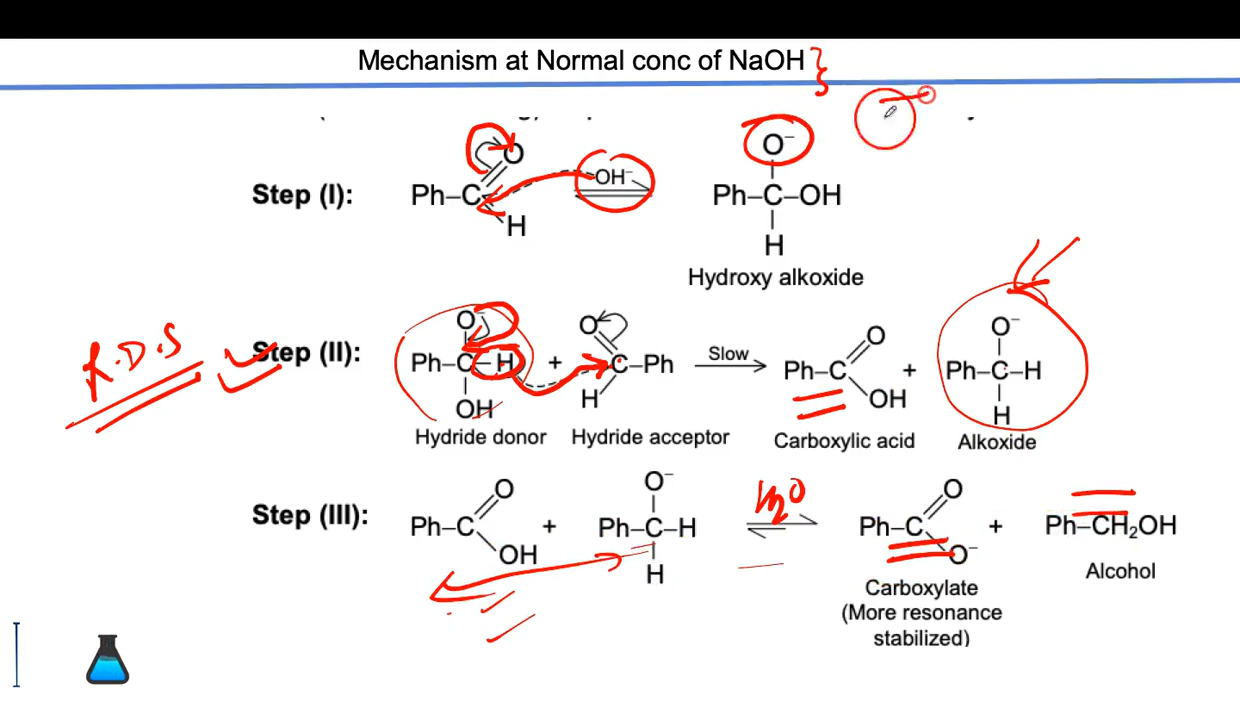 Mechanism at Normal conc of NaOH
Step (I):
O
Ph–C
H
OH⁻
O⁻
Ph–C–OH
H
Hydroxy alkoxide
R.D.S
Step (II):
O⁻
Ph–C–H
OH
Hydride donor
+
O
C–Ph
H
Hydride acceptor
Slow
O
Ph–C
OH
Carboxylic acid
+
O⁻
Ph–C–H
H
Alkoxide
Step (III):
O
Ph–C
OH
+
O⁻
Ph–C–H
H
H₂O
O
Ph–C
O⁻
Carboxylate
(More resonance
stabilized)
+
Ph–CH₂OH
Alcohol